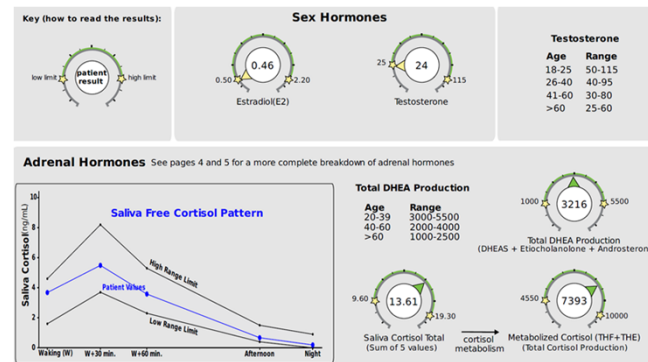 Key (how to read the results):
low limit
patient
result
high limit
Sex Hormones
0.46
0.50
2.20
Estradiol(E2)
24
25
115
Testosterone
Testosterone
Age Range
18-25 50-115
26-40 40-95
41-60 30-80
>60 25-60
Adrenal Hormones See pages 4 and 5 for a more complete breakdown of adrenal hormones
Saliva Free Cortisol Pattern
Saliva Cortisol(ng/mL)
10
8
6
4
2
0
High Range Limit
Patient Values
Low Range Limit
Waking (W) W+30 min. W+60 min. Afternoon Night
Total DHEA Production
Age Range
20-39 3000-5500
40-60 2000-4000
>60 1000-2500
3216
1000
5500
Total DHEA Production
(DHEAS + Etiocholanolone + Androsteron
13.61
9.60
19.30
Saliva Cortisol Total
(Sum of 5 values)
cortisol
metabolism
7393
4550
10000
Metabolized Cortisol (THF+THE)
(Total Cortisol Production)